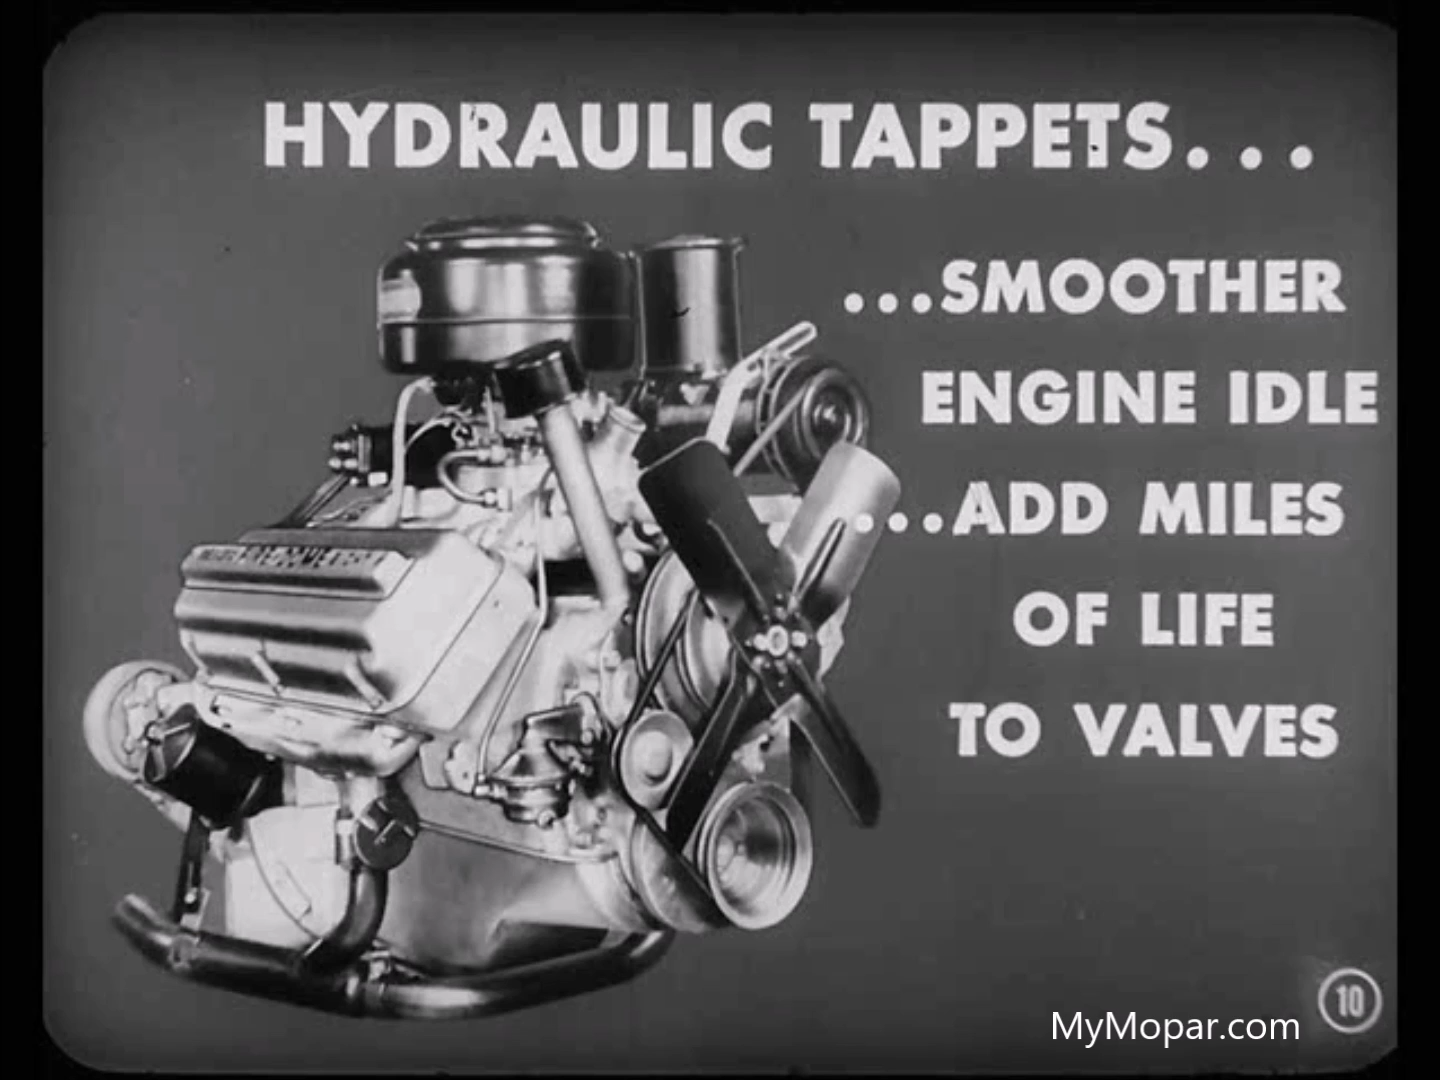 HYDRAULIC TAPPETS...
...SMOOTHER
ENGINE IDLE
...ADD MILES
OF LIFE
TO VALVES
10
MyMopar.com